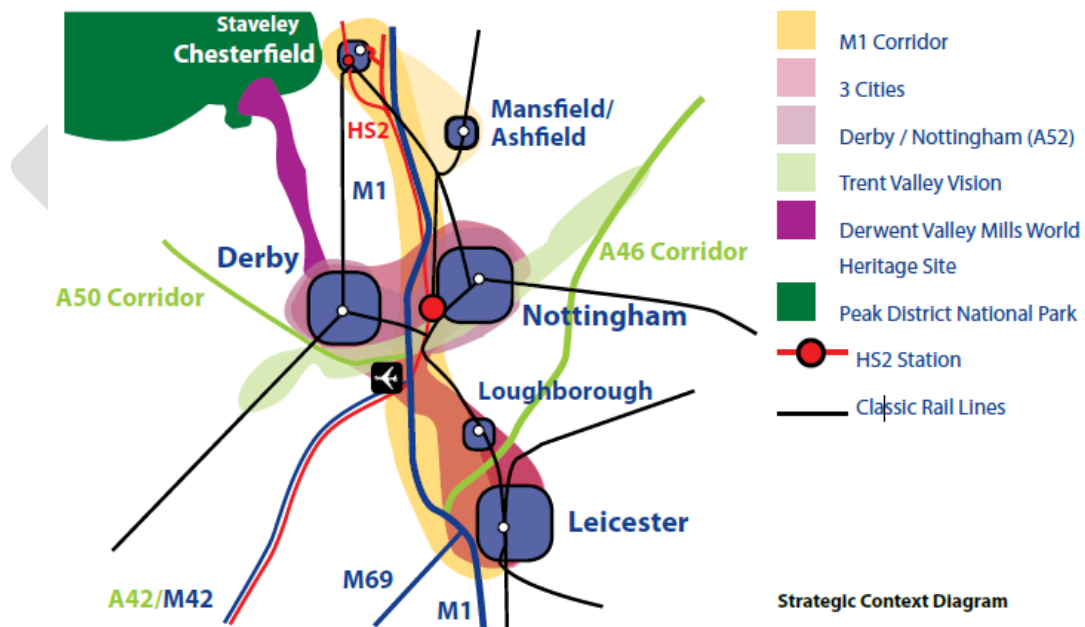 Staveley
Chesterfield
HS2
Mansfield/
Ashfield
M1
Derby
A46 Corridor
A50 Corridor
Nottingham
Loughborough
Leicester
M69
A42/M42
M1
M1 Corridor
3 Cities
Derby / Nottingham (A52)
Trent Valley Vision
Derwent Valley Mills World
Heritage Site
Peak District National Park
HS2 Station
Classic Rail Lines
Strategic Context Diagram